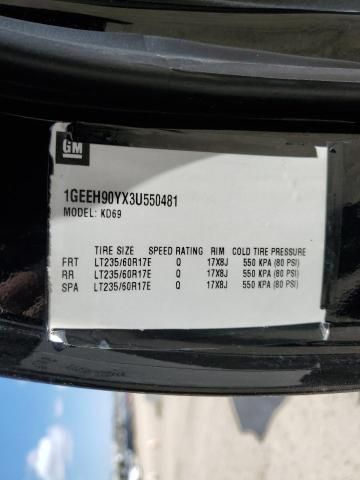 GM
1GEEH90YX3U550481
MODEL: KD69
TIRE SIZE SPEED RATING RIM COLD TIRE PRESSURE
FRT LT235/60R17E Q 17X8J 550 KPA (80 PSI)
RR LT235/60R17E Q 17X8J 550 KPA (80 PSI)
SPA LT235/60R17E Q 17X8J 550 KPA (80 PSI)